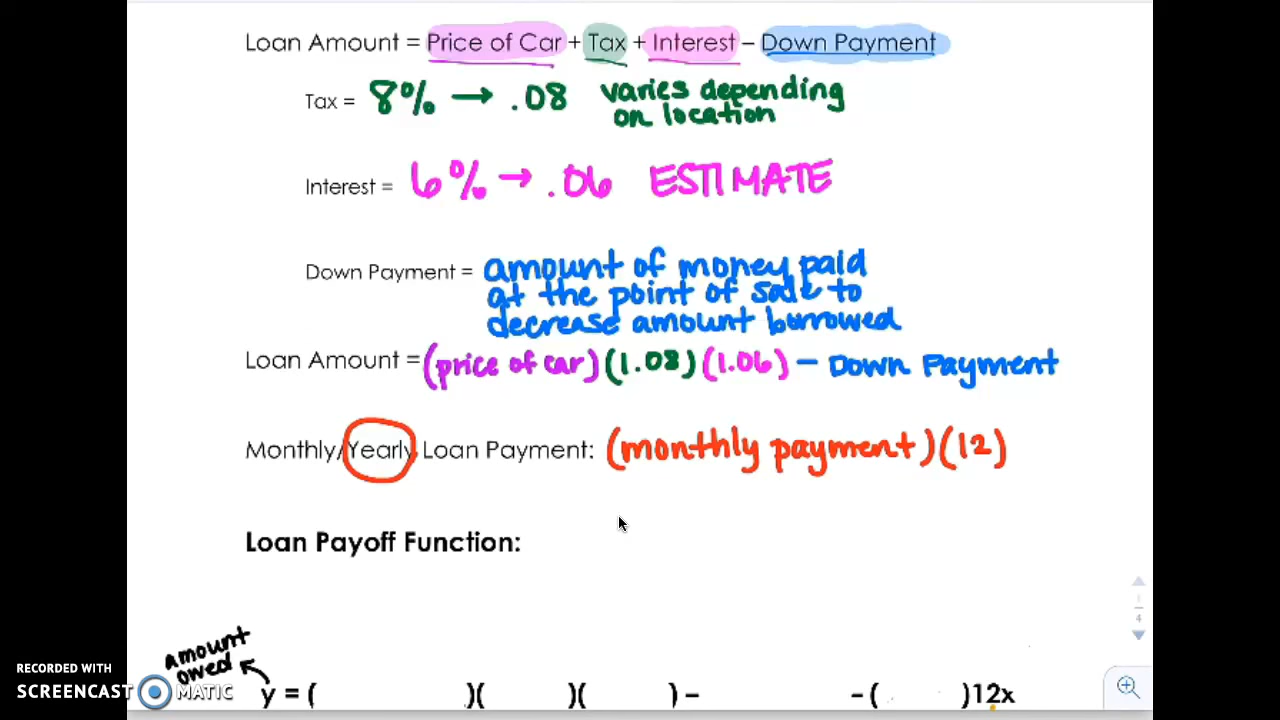 Loan Amount = Price of Car + Tax + Interest – Down Payment
Tax = 8% → .08 varies depending
on location
Interest = 6% → .06 ESTIMATE
Down Payment = amount of money paid
at the point of sale to
decrease amount borrowed
Loan Amount = (price of car)(1.08)(1.06) – Down Payment
Monthly/Yearly Loan Payment: (monthly payment)(12)
Loan Payoff Function:
1
4
amount
owed
y = ( )( )( ) – – ( )12x
RECORDED WITH
SCREENCAST MATIC